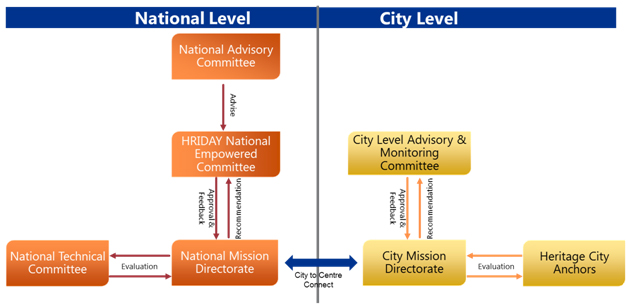 National Level
City Level
National Advisory
Committee
Advise
HRIDAY National
Empowered
Committee
City Level Advisory &
Monitoring
Committee
Approval &
Feedback
Recommendation
Approval &
Feedback
Recommendation
National Technical
Committee
Evaluation
National Mission
Directorate
City to Centre
Connect
City Mission
Directorate
Evaluation
Heritage City
Anchors